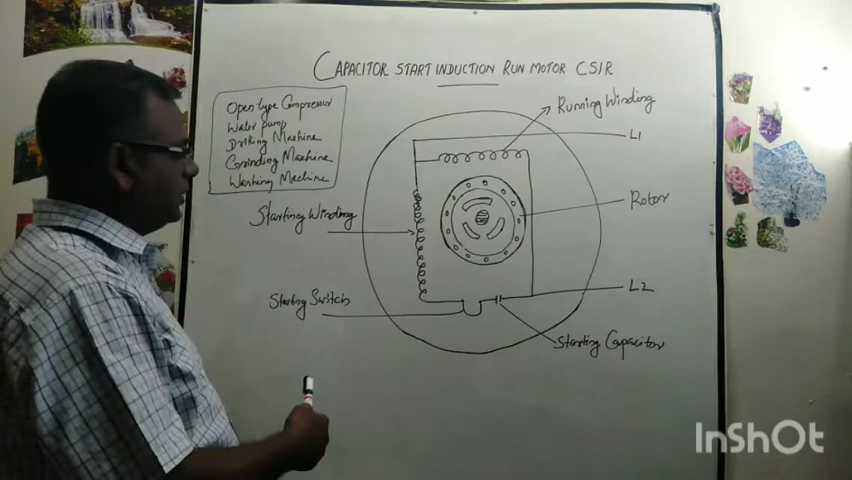 CAPACITOR START INDUCTION RUN MOTOR CSIR
Open type Compressor
Water pump
Driling Machine
Grinding Machine
Washing Machine
Running Winding
L1
Starting Winding
Rotor
Starting Switch
L2
Starting Capacitor
InShOt